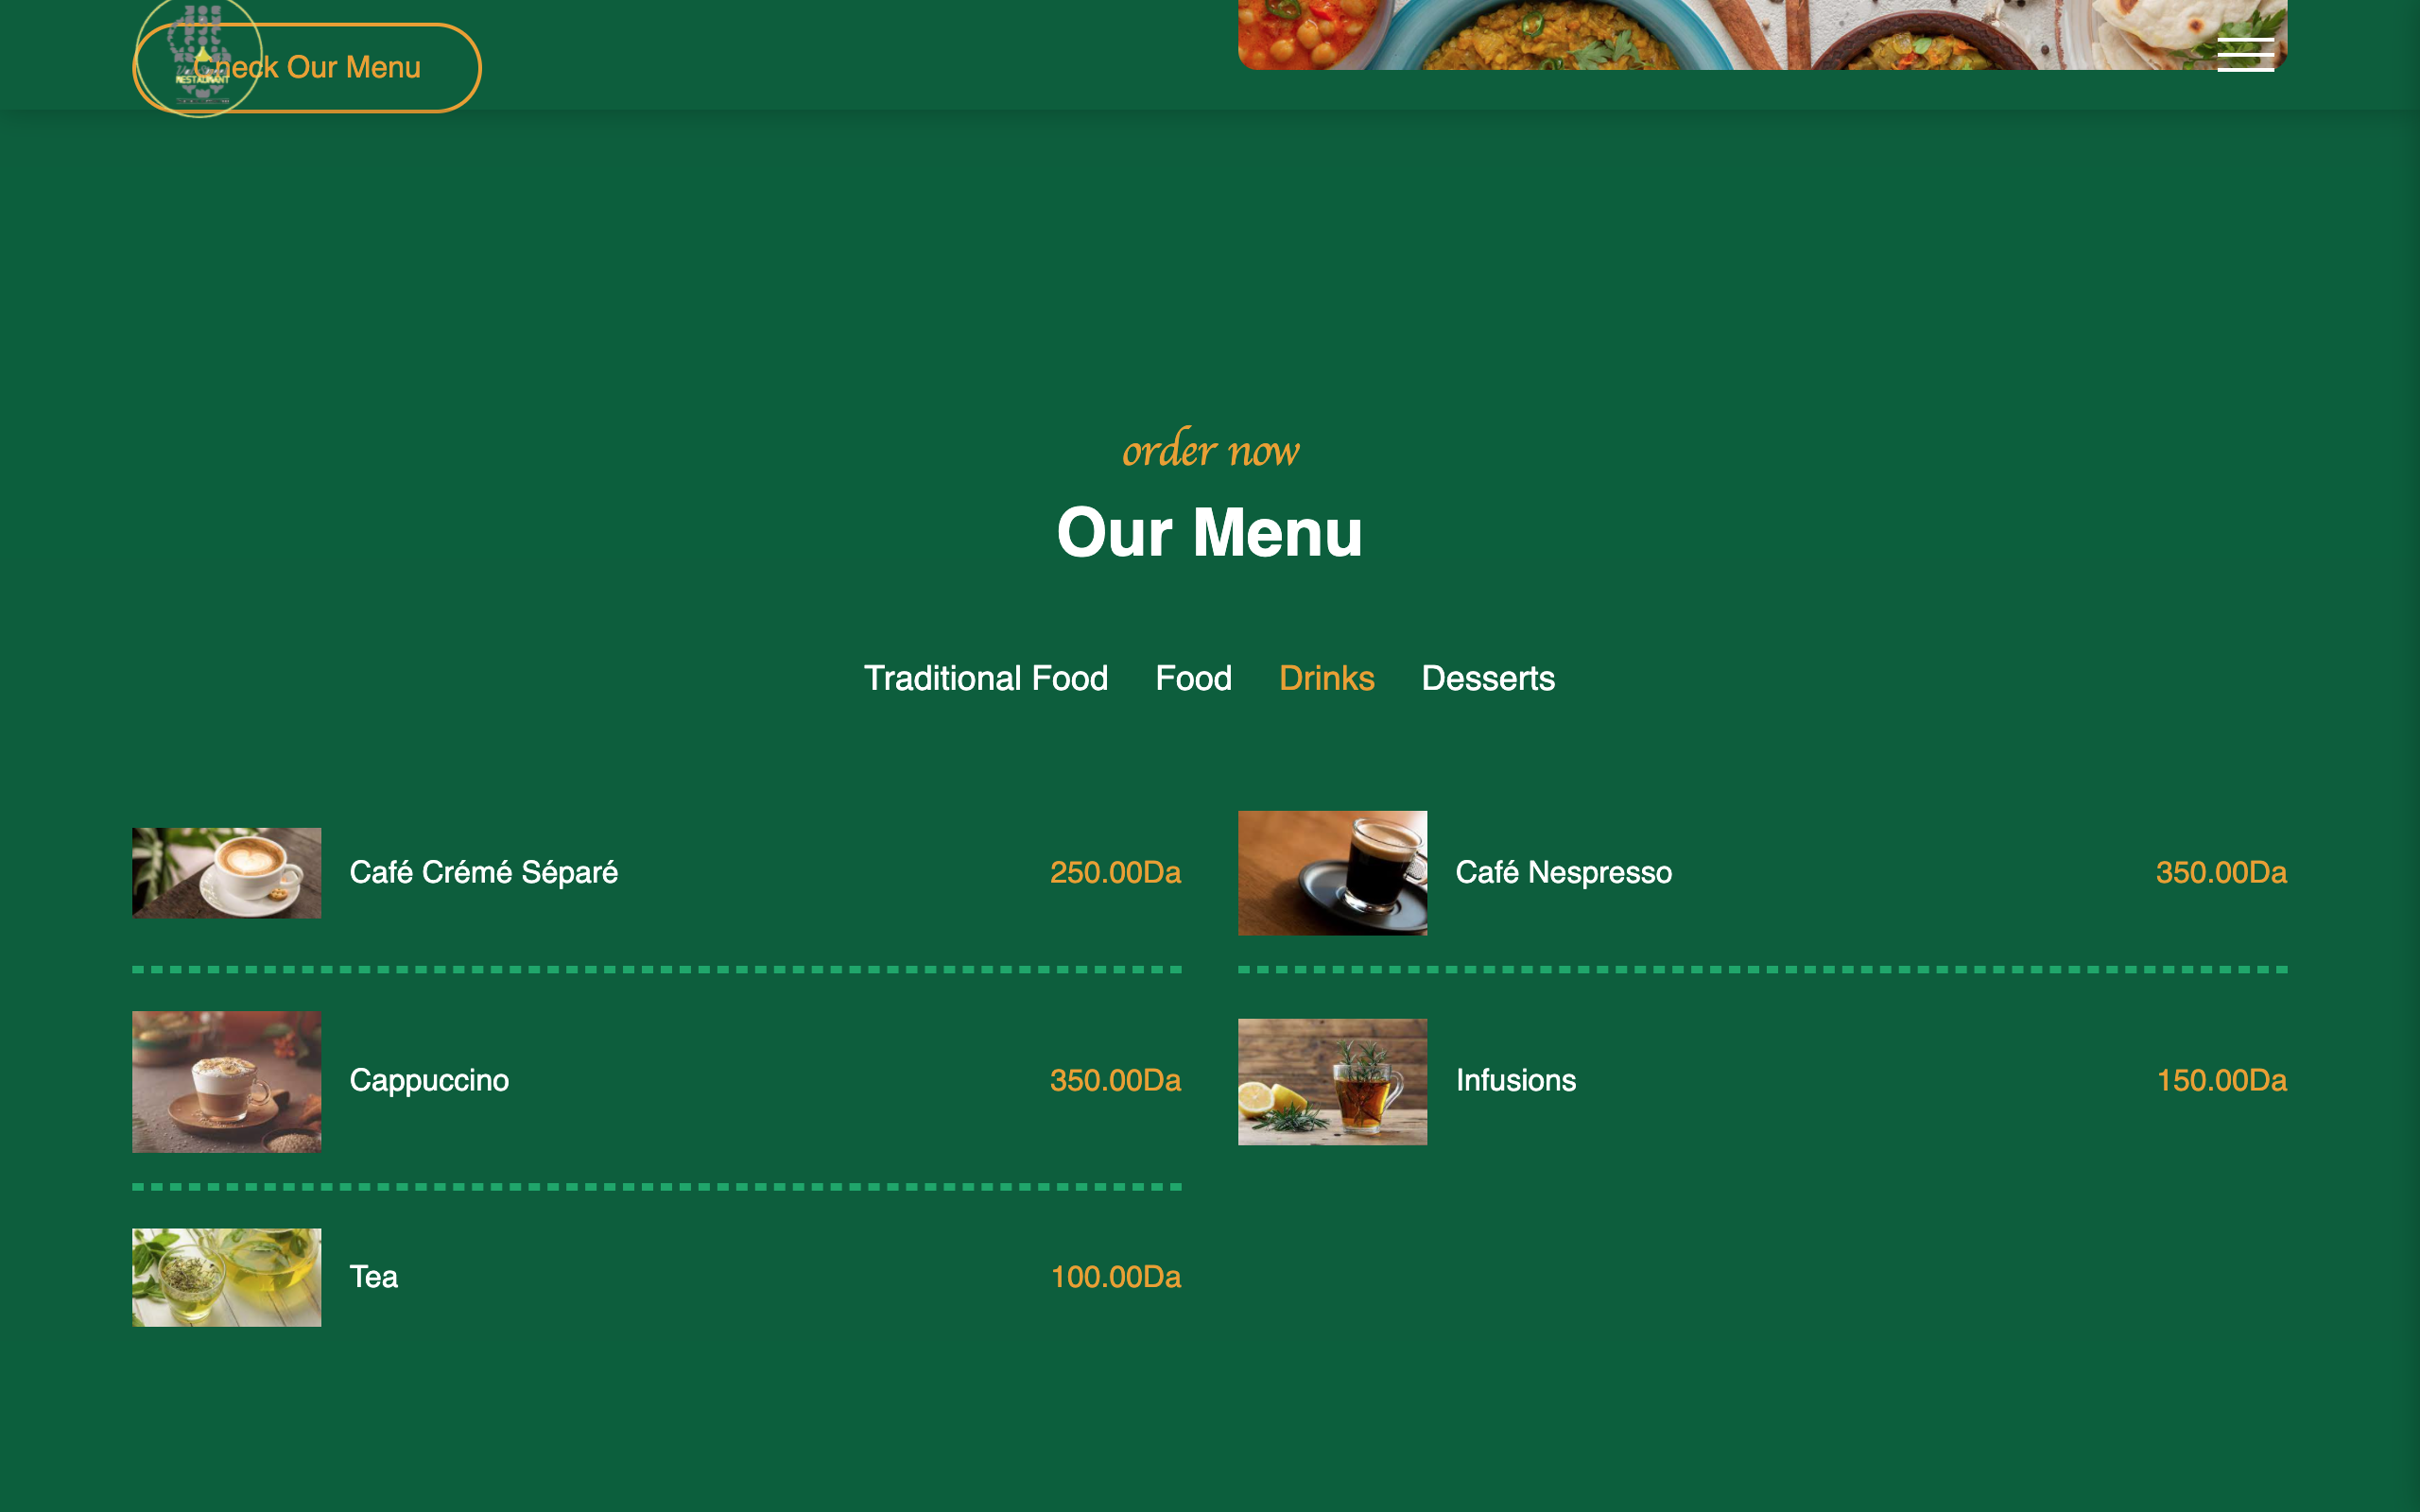 Check Our Menu
RESTAURANT
order now
Our Menu
Traditional Food Food Drinks Desserts
Café Crémé Séparé 250.00Da
Café Nespresso 350.00Da
Cappuccino 350.00Da
Infusions 150.00Da
Tea 100.00Da